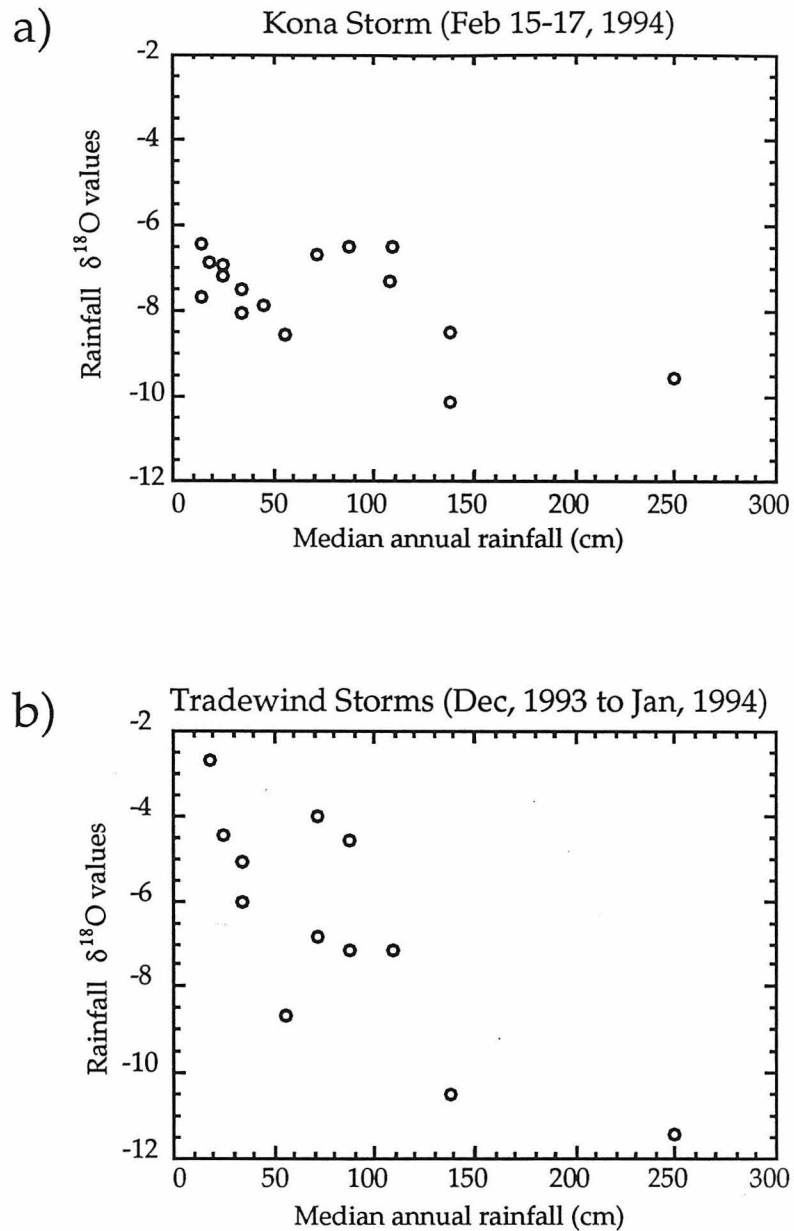 a)
Kona Storm (Feb 15-17, 1994)
-2
-4
-6
-8
-10
-12
Rainfall δ¹⁸O values
0 50 100 150 200 250 300
Median annual rainfall (cm)
b)
Tradewind Storms (Dec, 1993 to Jan, 1994)
-2
-4
-6
-8
-10
-12
Rainfall δ¹⁸O values
0 50 100 150 200 250 300
Median annual rainfall (cm)